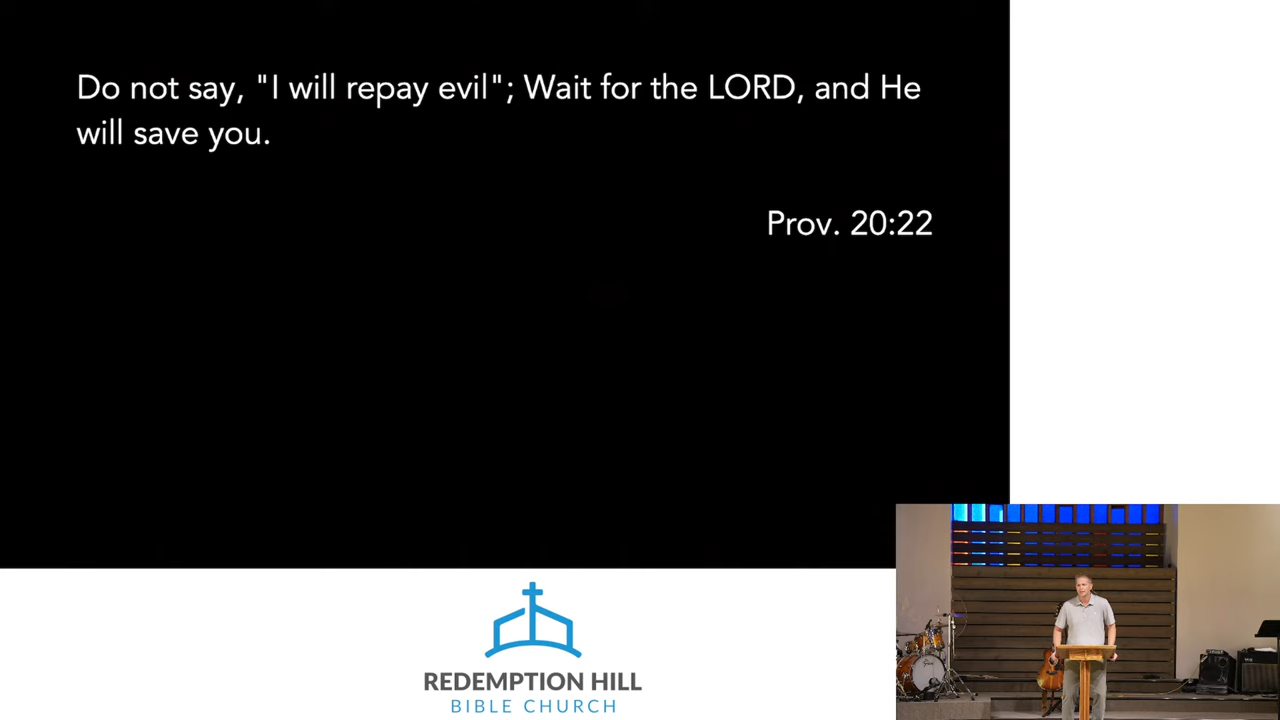 Do not say, "I will repay evil"; Wait for the LORD, and He
will save you.
Prov. 20:22
REDEMPTION HILL
BIBLE CHURCH